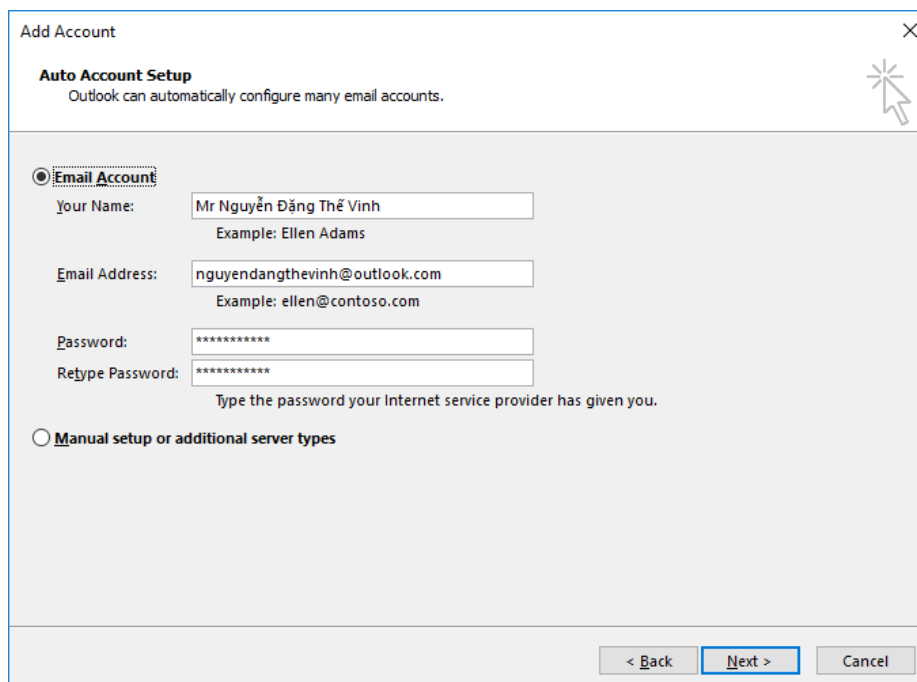 Add Account
Auto Account Setup
Outlook can automatically configure many email accounts.
Email Account
Your Name: Mr Nguyễn Đặng Thế Vinh
Example: Ellen Adams
Email Address: nguyendangthevinh@outlook.com
Example: ellen@contoso.com
Password: ***********
Retype Password: ***********
Type the password your Internet service provider has given you.
Manual setup or additional server types
< Back Next > Cancel